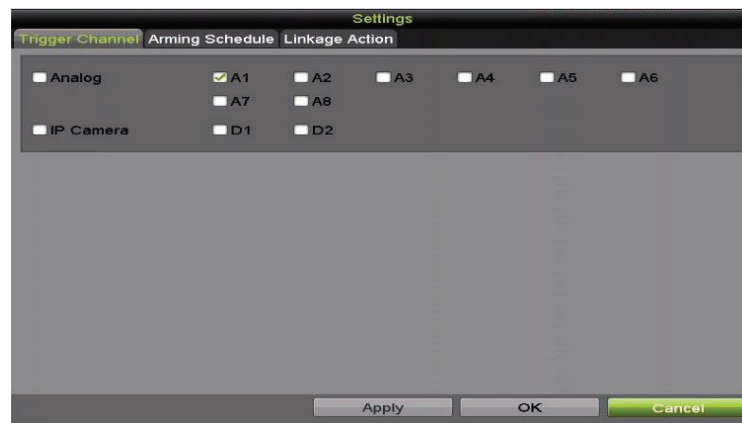 Settings
Trigger Channel Arming Schedule Linkage Action
Analog A1 A2 A3 A4 A5 A6
A7 A8
IP Camera D1 D2
Apply OK Cancel